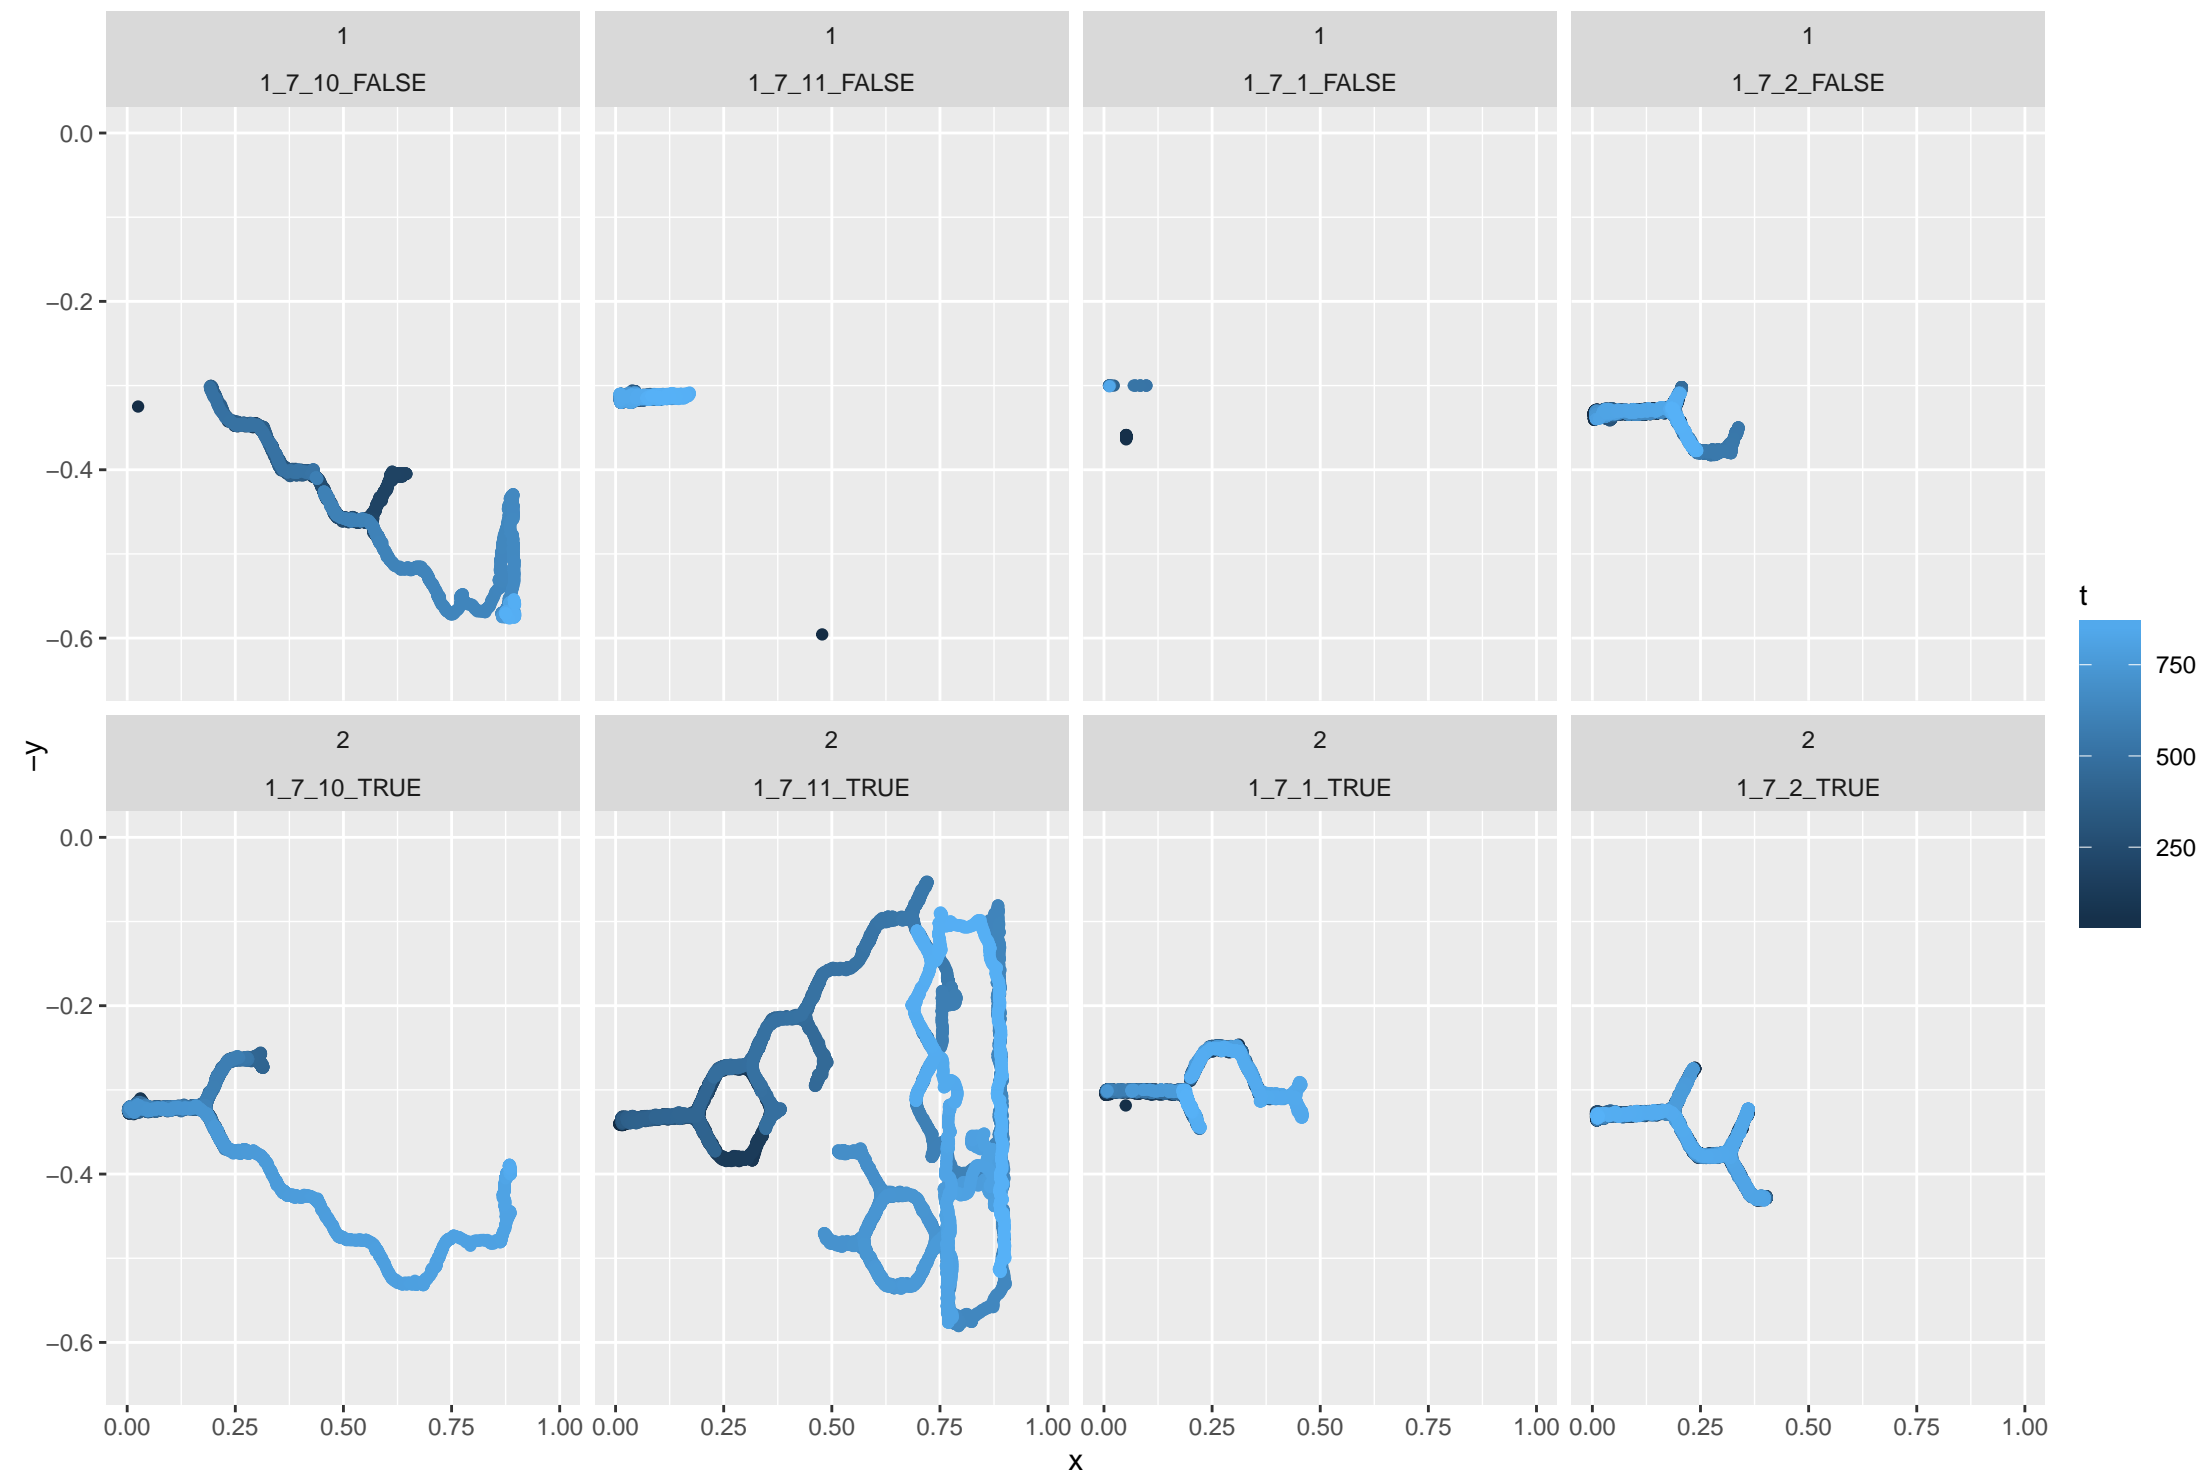 1 1 1 1
1_7_10_FALSE 1_7_11_FALSE 1_7_1_FALSE 1_7_2_FALSE
0.0
−0.2
−0.4
−0.6
2 2 2 2
1_7_10_TRUE 1_7_11_TRUE 1_7_1_TRUE 1_7_2_TRUE
0.0
−0.2
−0.4
−0.6
0.00 0.25 0.50 0.75 1.00 0.00 0.25 0.50 0.75 1.00 0.00 0.25 0.50 0.75 1.00 0.00 0.25 0.50 0.75 1.00
x
−y
t
750
500
250